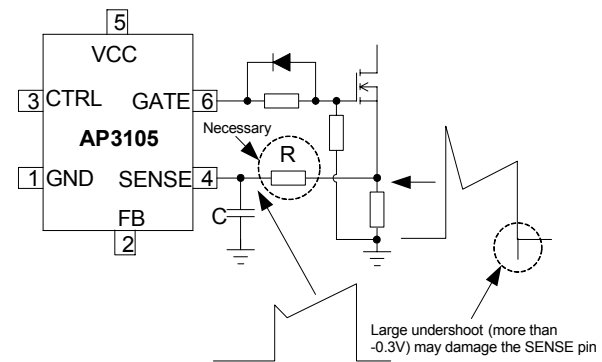 5
VCC
3 CTRL GATE 6
AP3105
Necessary
R
1 GND SENSE 4
C
FB
2
Large undershoot (more than
-0.3V) may damage the SENSE pin